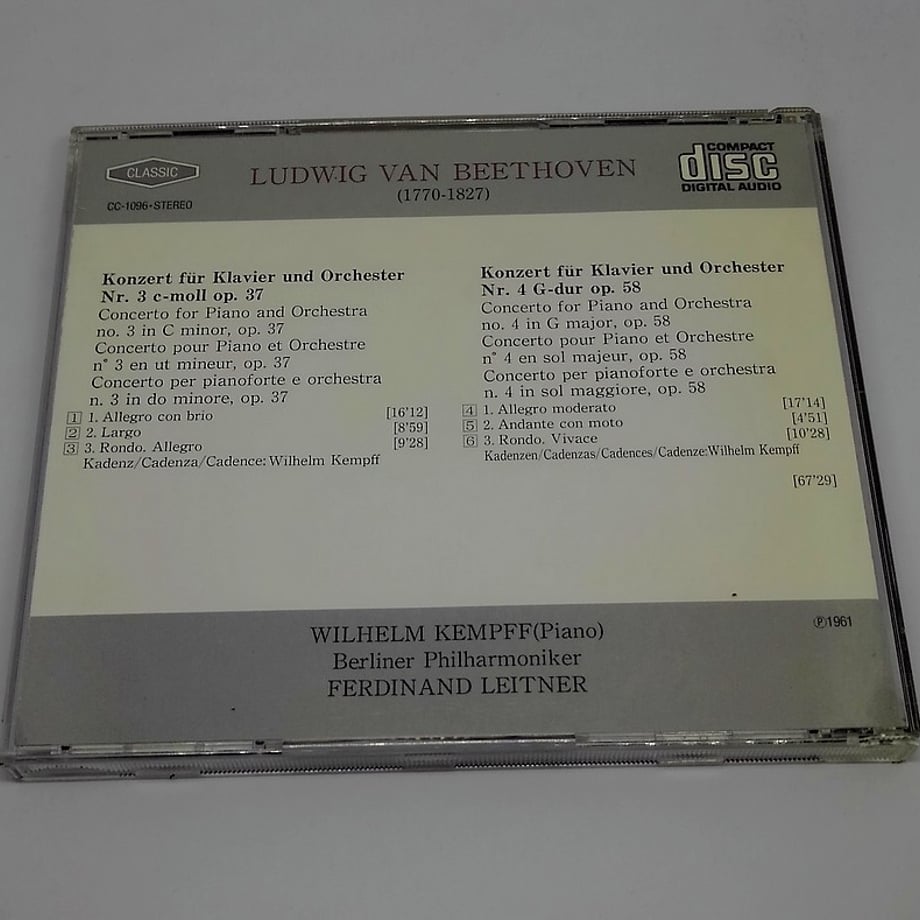 CLASSIC
CC-1096•STEREO
LUDWIG VAN BEETHOVEN
(1770-1827)
COMPACT
disc
DIGITAL AUDIO
Konzert für Klavier und Orchester
Nr. 3 c-moll op. 37
Concerto for Piano and Orchestra
no. 3 in C minor, op. 37
Concerto pour Piano et Orchestre
n° 3 en ut mineur, op. 37
Concerto per pianoforte e orchestra
n. 3 in do minore, op. 37
1 1. Allegro con brio [16'12]
2 2. Largo [8'59]
3 3. Rondo. Allegro [9'28]
Kadenz/Cadenza/Cadence: Wilhelm Kempff
Konzert für Klavier und Orchester
Nr. 4 G-dur op. 58
Concerto for Piano and Orchestra
no. 4 in G major, op. 58
Concerto pour Piano et Orchestre
n° 4 en sol majeur, op. 58
Concerto per pianoforte e orchestra
n. 4 in sol maggiore, op. 58
4 1. Allegro moderato [17'14]
5 2. Andante con moto [4'51]
6 3. Rondo. Vivace [10'28]
Kadenzen/Cadenzas/Cadences/Cadenze:Wilhelm Kempff
[67'29]
WILHELM KEMPFF(Piano)
Berliner Philharmoniker
FERDINAND LEITNER
℗1961